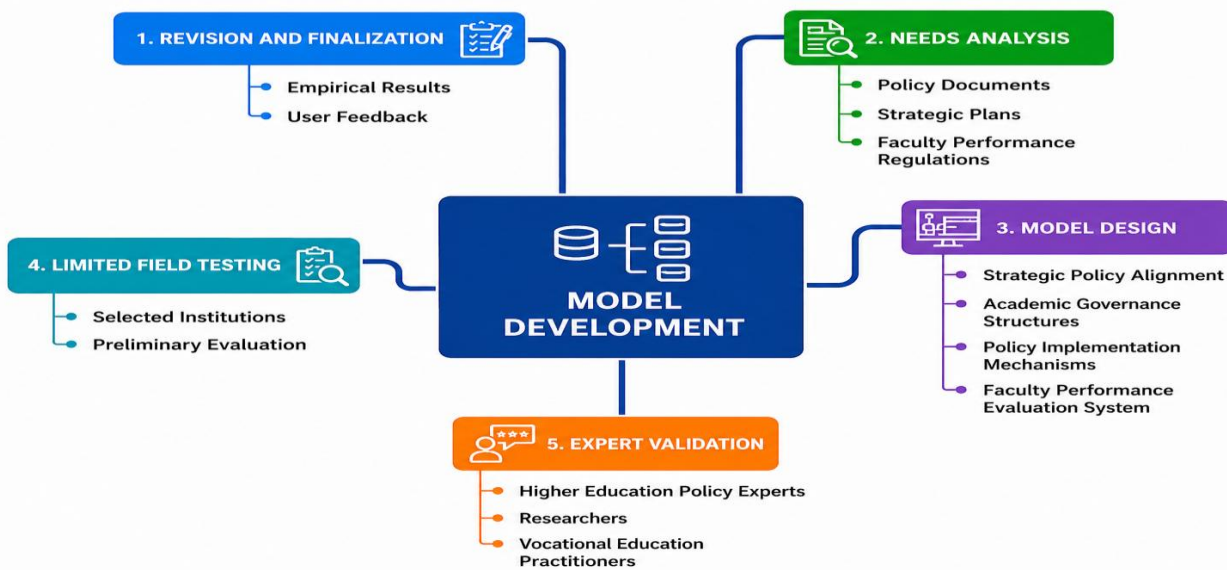 1. REVISION AND FINALIZATION
Empirical Results
User Feedback
2. NEEDS ANALYSIS
Policy Documents
Strategic Plans
Faculty Performance
Regulations
MODEL
DEVELOPMENT
3. MODEL DESIGN
Strategic Policy Alignment
Academic Governance
Structures
Policy Implementation
Mechanisms
Faculty Performance
Evaluation System
4. LIMITED FIELD TESTING
Selected Institutions
Preliminary Evaluation
5. EXPERT VALIDATION
Higher Education Policy Experts
Researchers
Vocational Education
Practitioners